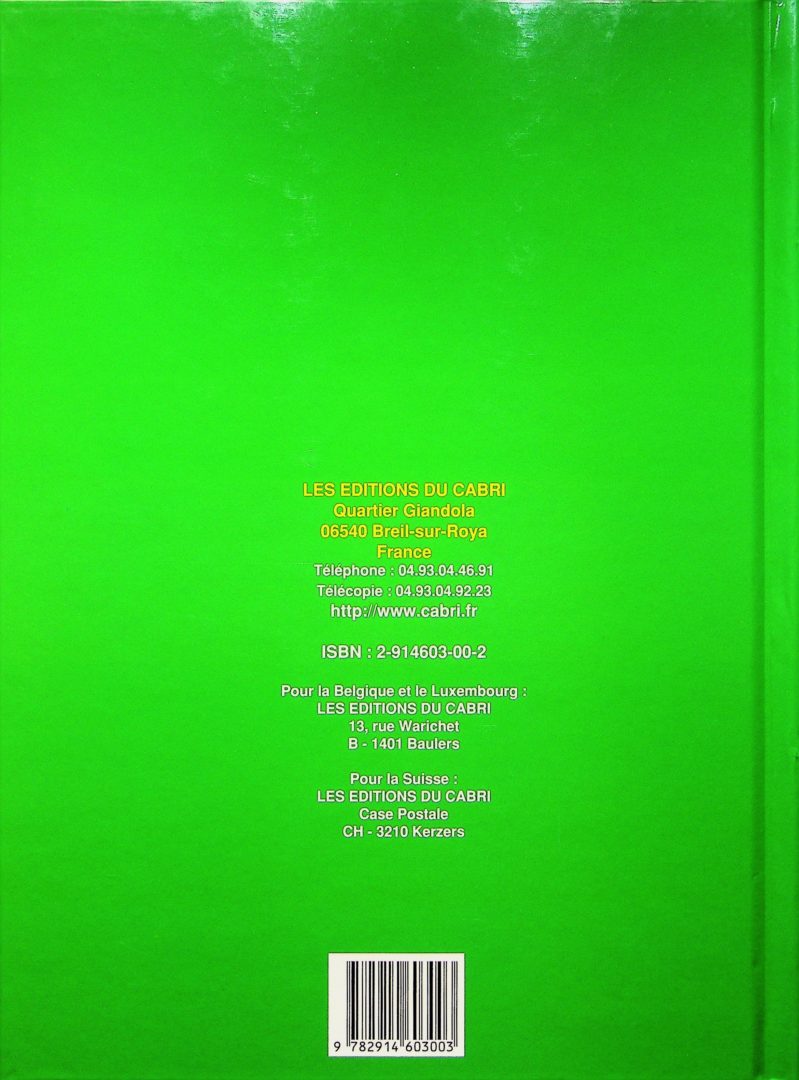 LES EDITIONS DU CABRI
Quartier Giandola
06540 Breil-sur-Roya
France
Téléphone : 04.93.04.46.91
Télécopie : 04.93.04.92.23
http://www.cabri.fr
ISBN : 2-914603-00-2
Pour la Belgique et le Luxembourg :
LES EDITIONS DU CABRI
13, rue Warichet
B - 1401 Baulers
Pour la Suisse :
LES EDITIONS DU CABRI
Case Postale
CH - 3210 Kerzers
9 782914 603003